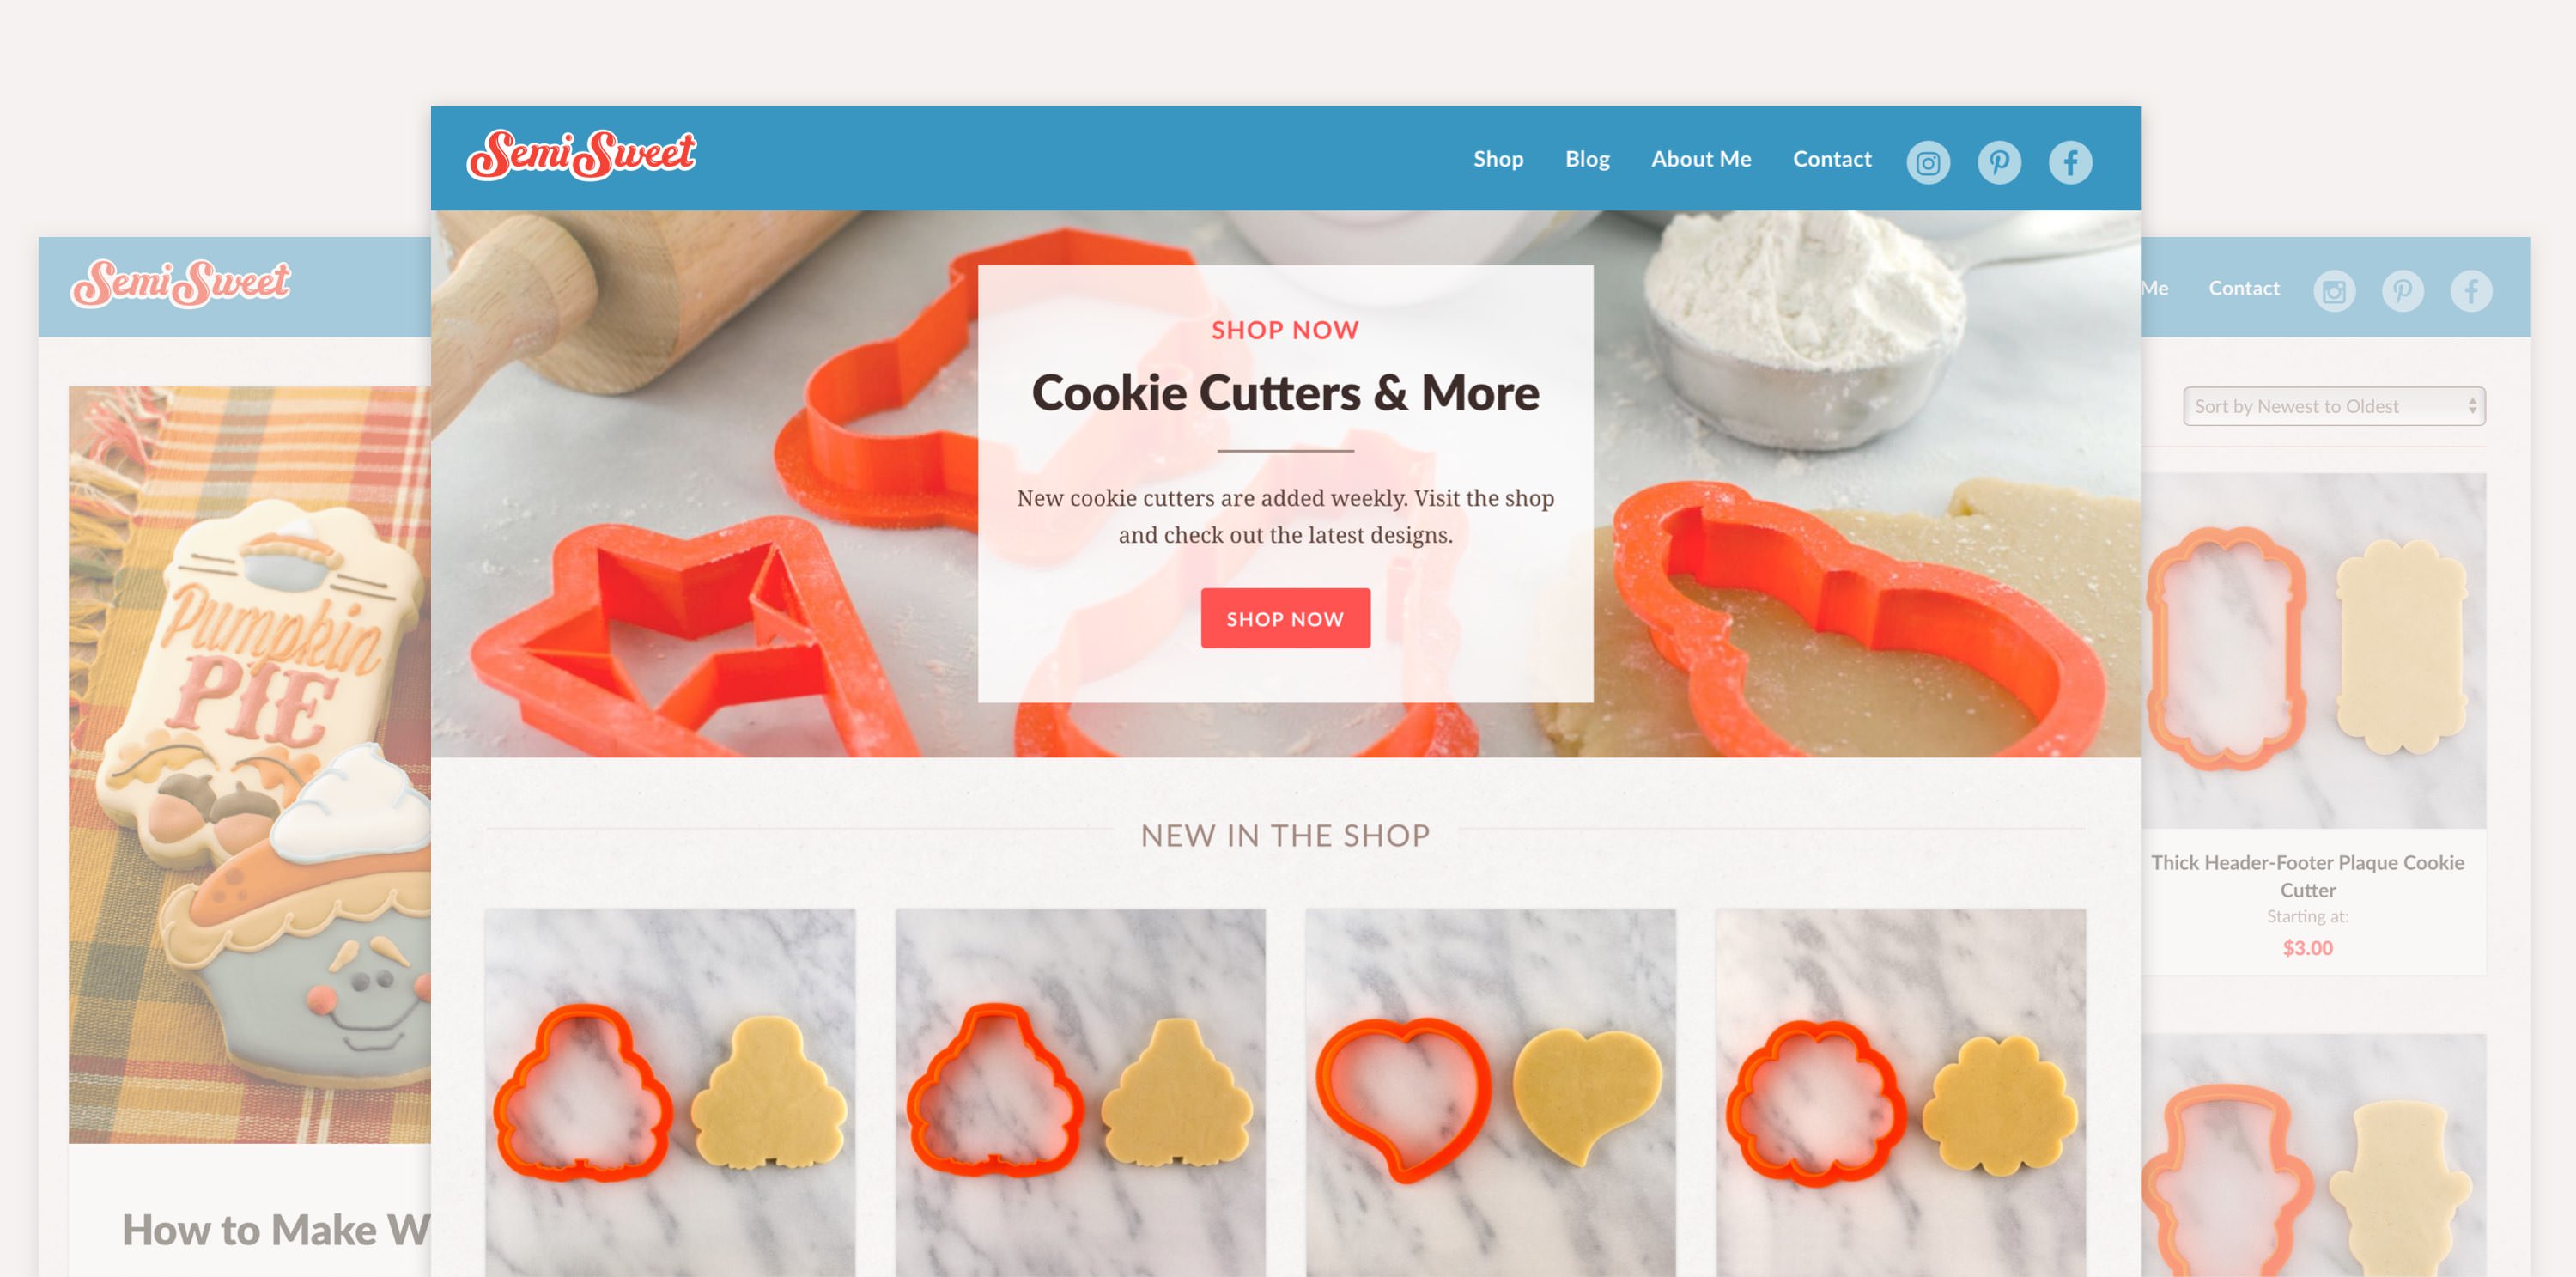 Semi Sweet
Shop
Blog
About Me
Contact
SHOP NOW
Cookie Cutters & More
New cookie cutters are added weekly. Visit the shop
and check out the latest designs.
SHOP NOW
NEW IN THE SHOP
Semi Sweet
Pumpkin
PIE
How to Make W
Me
Contact
Sort by Newest to Oldest
Thick Header-Footer Plaque Cookie
Cutter
Starting at:
$3.00